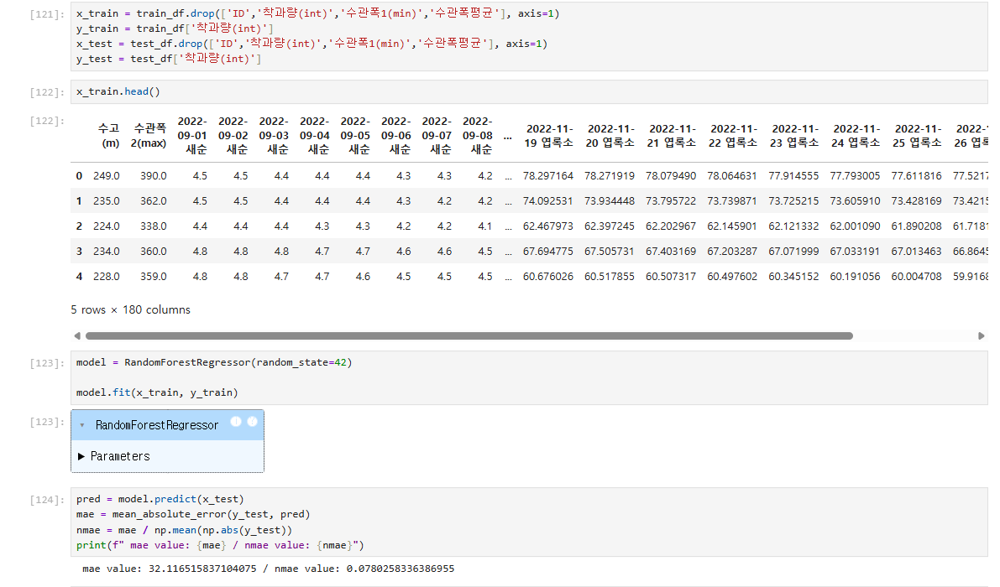 [121]: x_train = train_df.drop(['ID','착과량(int)','수관폭1(min)','수관폭평균'], axis=1)
y_train = train_df['착과량(int)']
x_test = test_df.drop(['ID','착과량(int)','수관폭1(min)','수관폭평균'], axis=1)
y_test = test_df['착과량(int)']
[122]: x_train.head()
[122]:
수고(m) 수관폭2(max) 2022-09-01 새순 2022-09-02 새순 2022-09-03 새순 2022-09-04 새순 2022-09-05 새순 2022-09-06 새순 2022-09-07 새순 2022-09-08 새순 ... 2022-11-19 엽록소 2022-11-20 엽록소 2022-11-21 엽록소 2022-11-22 엽록소 2022-11-23 엽록소 2022-11-24 엽록소 2022-11-25 엽록소 2022-1 26 엽록
0 249.0 390.0 4.5 4.5 4.4 4.4 4.4 4.3 4.3 4.2 ... 78.297164 78.271919 78.079490 78.064631 77.914555 77.793005 77.611816 77.5217
1 235.0 362.0 4.5 4.5 4.4 4.4 4.4 4.3 4.2 4.2 ... 74.092531 73.934448 73.795722 73.739871 73.725215 73.605910 73.428169 73.4215
2 224.0 338.0 4.4 4.4 4.4 4.3 4.3 4.2 4.2 4.1 ... 62.467973 62.397245 62.202967 62.145901 62.121332 62.001090 61.890208 61.7181
3 234.0 360.0 4.8 4.8 4.8 4.7 4.7 4.6 4.6 4.5 ... 67.694775 67.505731 67.403169 67.203287 67.071999 67.033191 67.013463 66.8645
4 228.0 359.0 4.8 4.8 4.7 4.7 4.6 4.5 4.5 4.5 ... 60.676026 60.517855 60.507317 60.497602 60.345152 60.191056 60.004708 59.9168
5 rows × 180 columns
[123]: model = RandomForestRegressor(random_state=42)
model.fit(x_train, y_train)
[123]: RandomForestRegressor
Parameters
[124]: pred = model.predict(x_test)
mae = mean_absolute_error(y_test, pred)
nmae = mae / np.mean(np.abs(y_test))
print(f" mae value: {mae} / nmae value: {nmae}")
mae value: 32.116515837104075 / nmae value: 0.0780258336386955